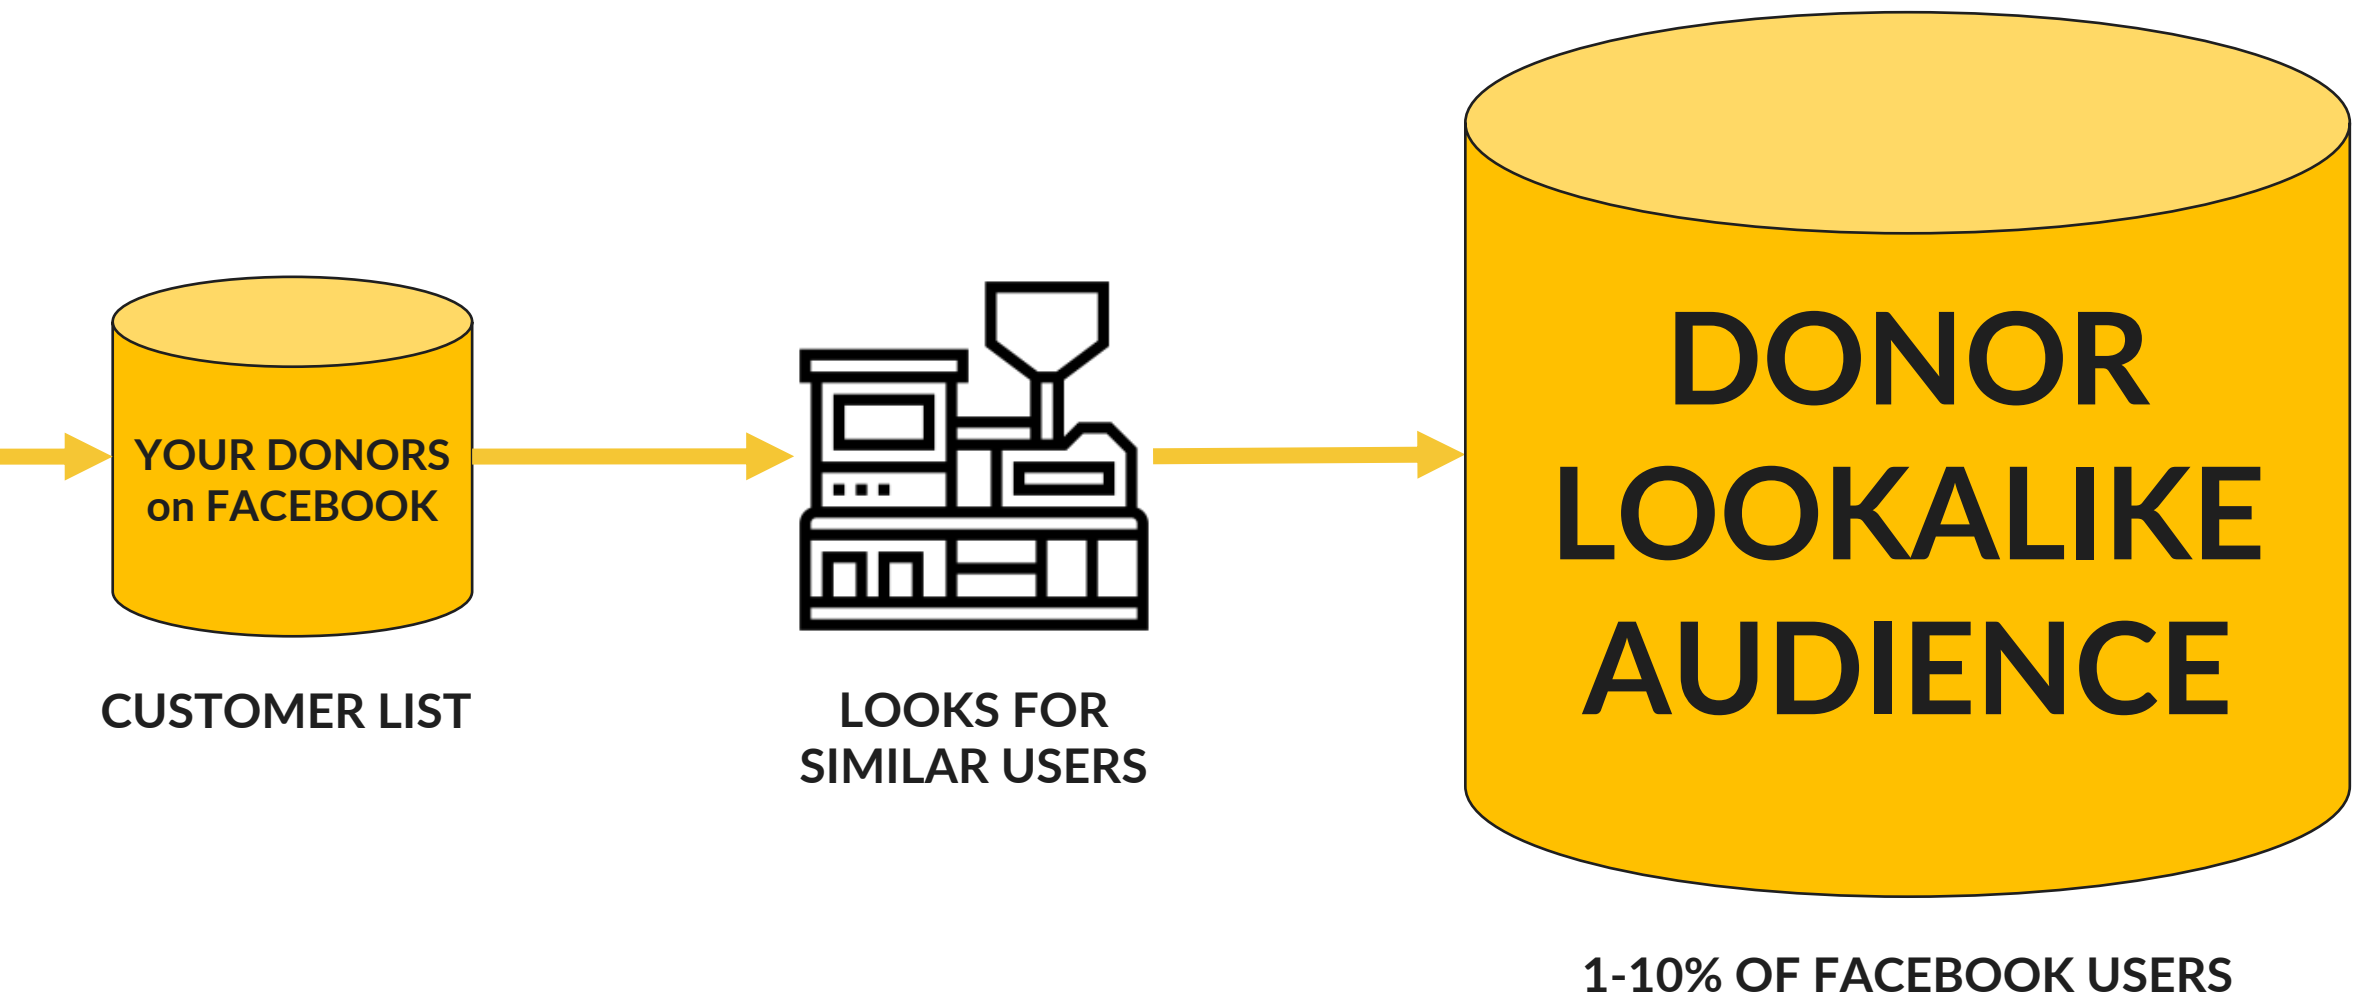 YOUR DONORS
on FACEBOOK
CUSTOMER LIST
LOOKS FOR
SIMILAR USERS
DONOR
LOOKALIKE
AUDIENCE
1-10% OF FACEBOOK USERS